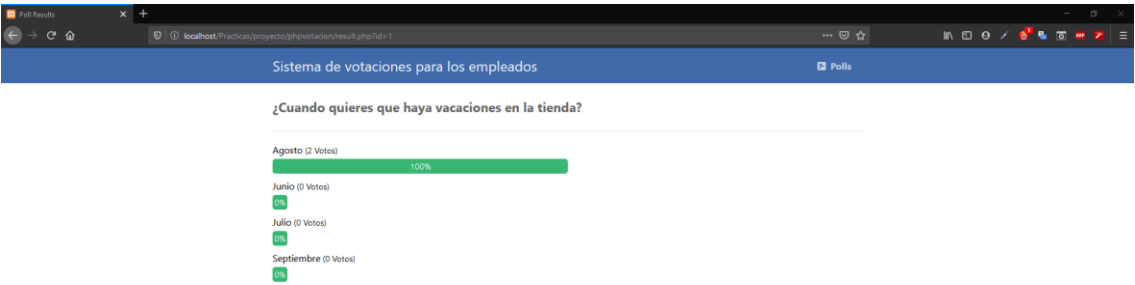 Poll Results
localhost/Practicas/proyecto/phpvotacion/result.php?id=1
Sistema de votaciones para los empleados
Polls
¿Cuando quieres que haya vacaciones en la tienda?
Agosto (2 Votos)
100%
Junio (0 Votos)
0%
Julio (0 Votos)
0%
Septiembre (0 Votos)
0%